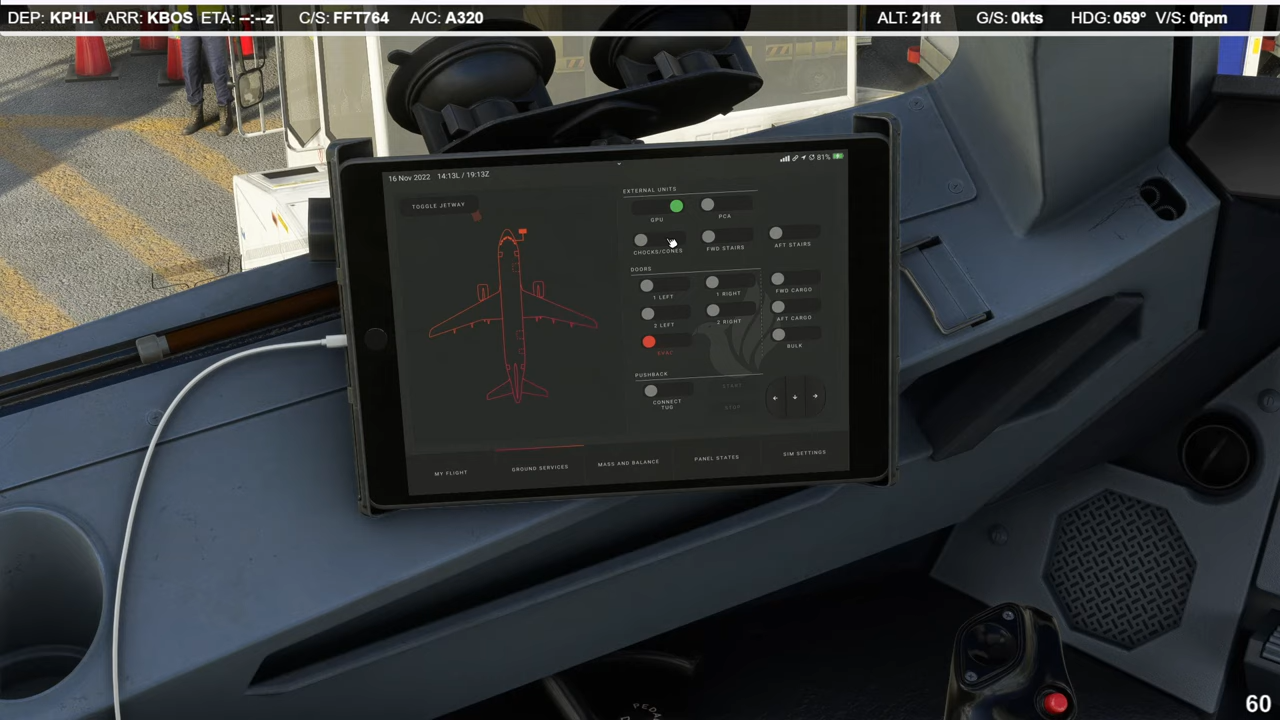 DEP: KPHL ARR: KBOS ETA: --:--z C/S: FFT764 A/C: A320 ALT: 21ft G/S: 0kts HDG: 059° V/S: 0fpm
16 Nov 2022 14:13L / 19:13Z
81%
TOGGLE JETWAY
EXTERNAL UNITS
GPU
PCA
CHOCKS/CONES
FWD STAIRS
AFT STAIRS
DOORS
1 LEFT
1 RIGHT
FWD CARGO
2 LEFT
2 RIGHT
AFT CARGO
EVAC
BULK
PUSHBACK
CONNECT
TUG
START
STOP
MY FLIGHT
GROUND SERVICES
MASS AND BALANCE
PANEL STATES
SIM SETTINGS
60